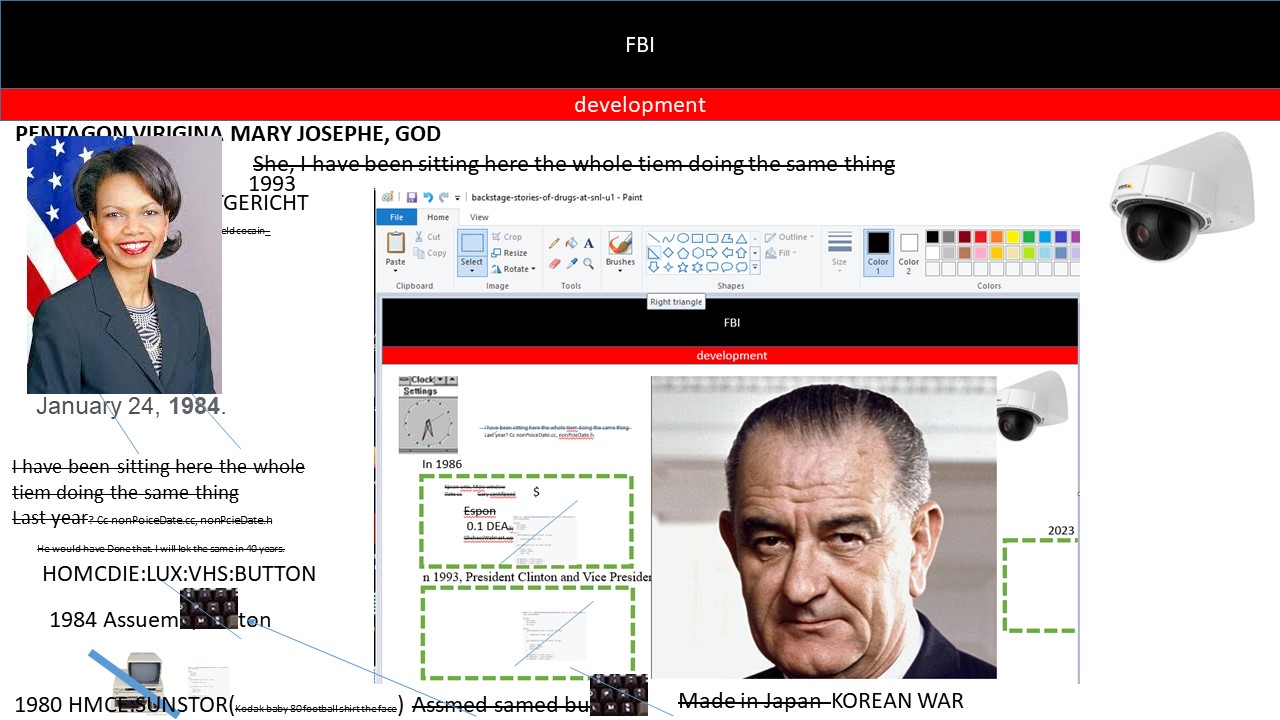 FBI
development
PENTAGON VIRIGINA MARY JOSEPHE, GOD
She, I have been sitting here the whole tiem doing the same thing
1993
TGERICHT
eld cocain_
January 24, 1984.
I have been sitting here the whole
tiem doing the same thing
Last year? Cc nonPoiceDate.cc, nonPcieDate.h
He would have Done that. I will lok the same in 40 years.
HOMCDIE:LUX:VHS:BUTTON
1984 Assuem ton
1980 HMCE:SUNSTOR(Kodak baby 80 football shirt the face)
Assmed samed bu
Made in Japan KOREAN WAR
backstage-stories-of-drugs-at-snl-u1 - Paint
File Home View
Paste Cut Copy Select Crop Resize Rotate Brushes Outline Fill Size Color 1 Color 2
Clipboard Image Tools Shapes Colors
Right triangle
FBI
development
Clock
Settings
I have been sitting here the whole tiem doing the same thing
Last year? Cc nonPoiceDate.cc, nonPcieDate.h
In 1986
$
Espon
0.1 DEA
n 1993, President Clinton and Vice Presiden
2023
AXIS